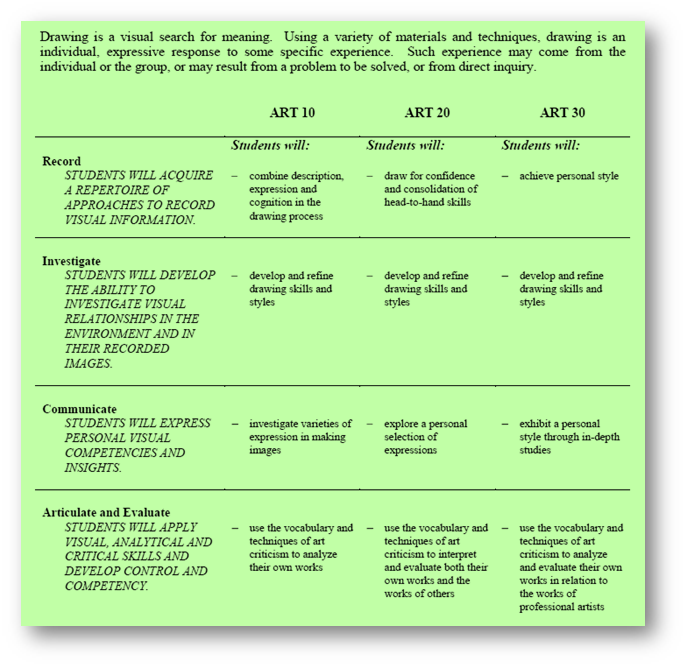 Drawing is a visual search for meaning. Using a variety of materials and techniques, drawing is an
individual, expressive response to some specific experience. Such experience may come from the
individual or the group, or may result from a problem to be solved, or from direct inquiry.
ART 10 ART 20 ART 30
Students will: Students will: Students will:
Record
STUDENTS WILL ACQUIRE
A REPERTOIRE OF
APPROACHES TO RECORD
VISUAL INFORMATION.
– combine description,
expression and
cognition in the
drawing process
– draw for confidence
and consolidation of
head-to-hand skills
– achieve personal style
Investigate
STUDENTS WILL DEVELOP
THE ABILITY TO
INVESTIGATE VISUAL
RELATIONSHIPS IN THE
ENVIRONMENT AND IN
THEIR RECORDED
IMAGES.
– develop and refine
drawing skills and
styles
– develop and refine
drawing skills and
styles
– develop and refine
drawing skills and
styles
Communicate
STUDENTS WILL EXPRESS
PERSONAL VISUAL
COMPETENCIES AND
INSIGHTS.
– investigate varieties of
expression in making
images
– explore a personal
selection of
expressions
– exhibit a personal
style through in-depth
studies
Articulate and Evaluate
STUDENTS WILL APPLY
VISUAL, ANALYTICAL AND
CRITICAL SKILLS AND
DEVELOP CONTROL AND
COMPETENCY.
– use the vocabulary and
techniques of art
criticism to analyze
their own works
– use the vocabulary and
techniques of art
criticism to interpret
and evaluate both their
own works and the
works of others
– use the vocabulary and
techniques of art
criticism to analyze
and evaluate their own
works in relation to
the works of
professional artists